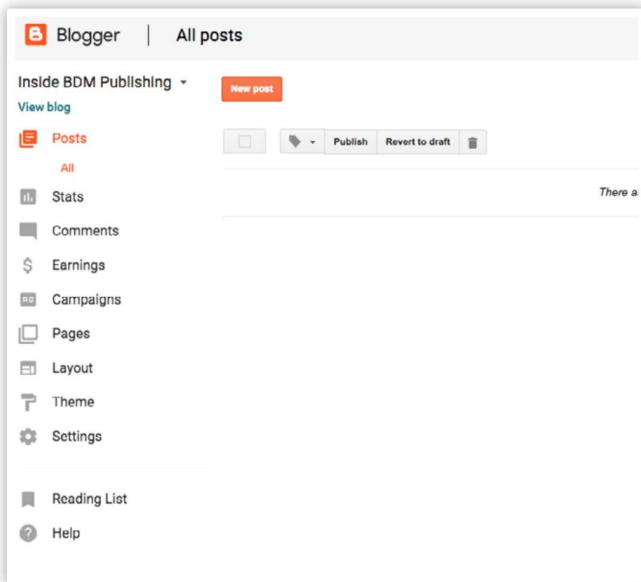 Blogger | All posts
Inside BDM Publishing
View blog
New post
Posts
All
Publish Revert to draft
Stats
There a
Comments
Earnings
Campaigns
Pages
Layout
Theme
Settings
Reading List
Help